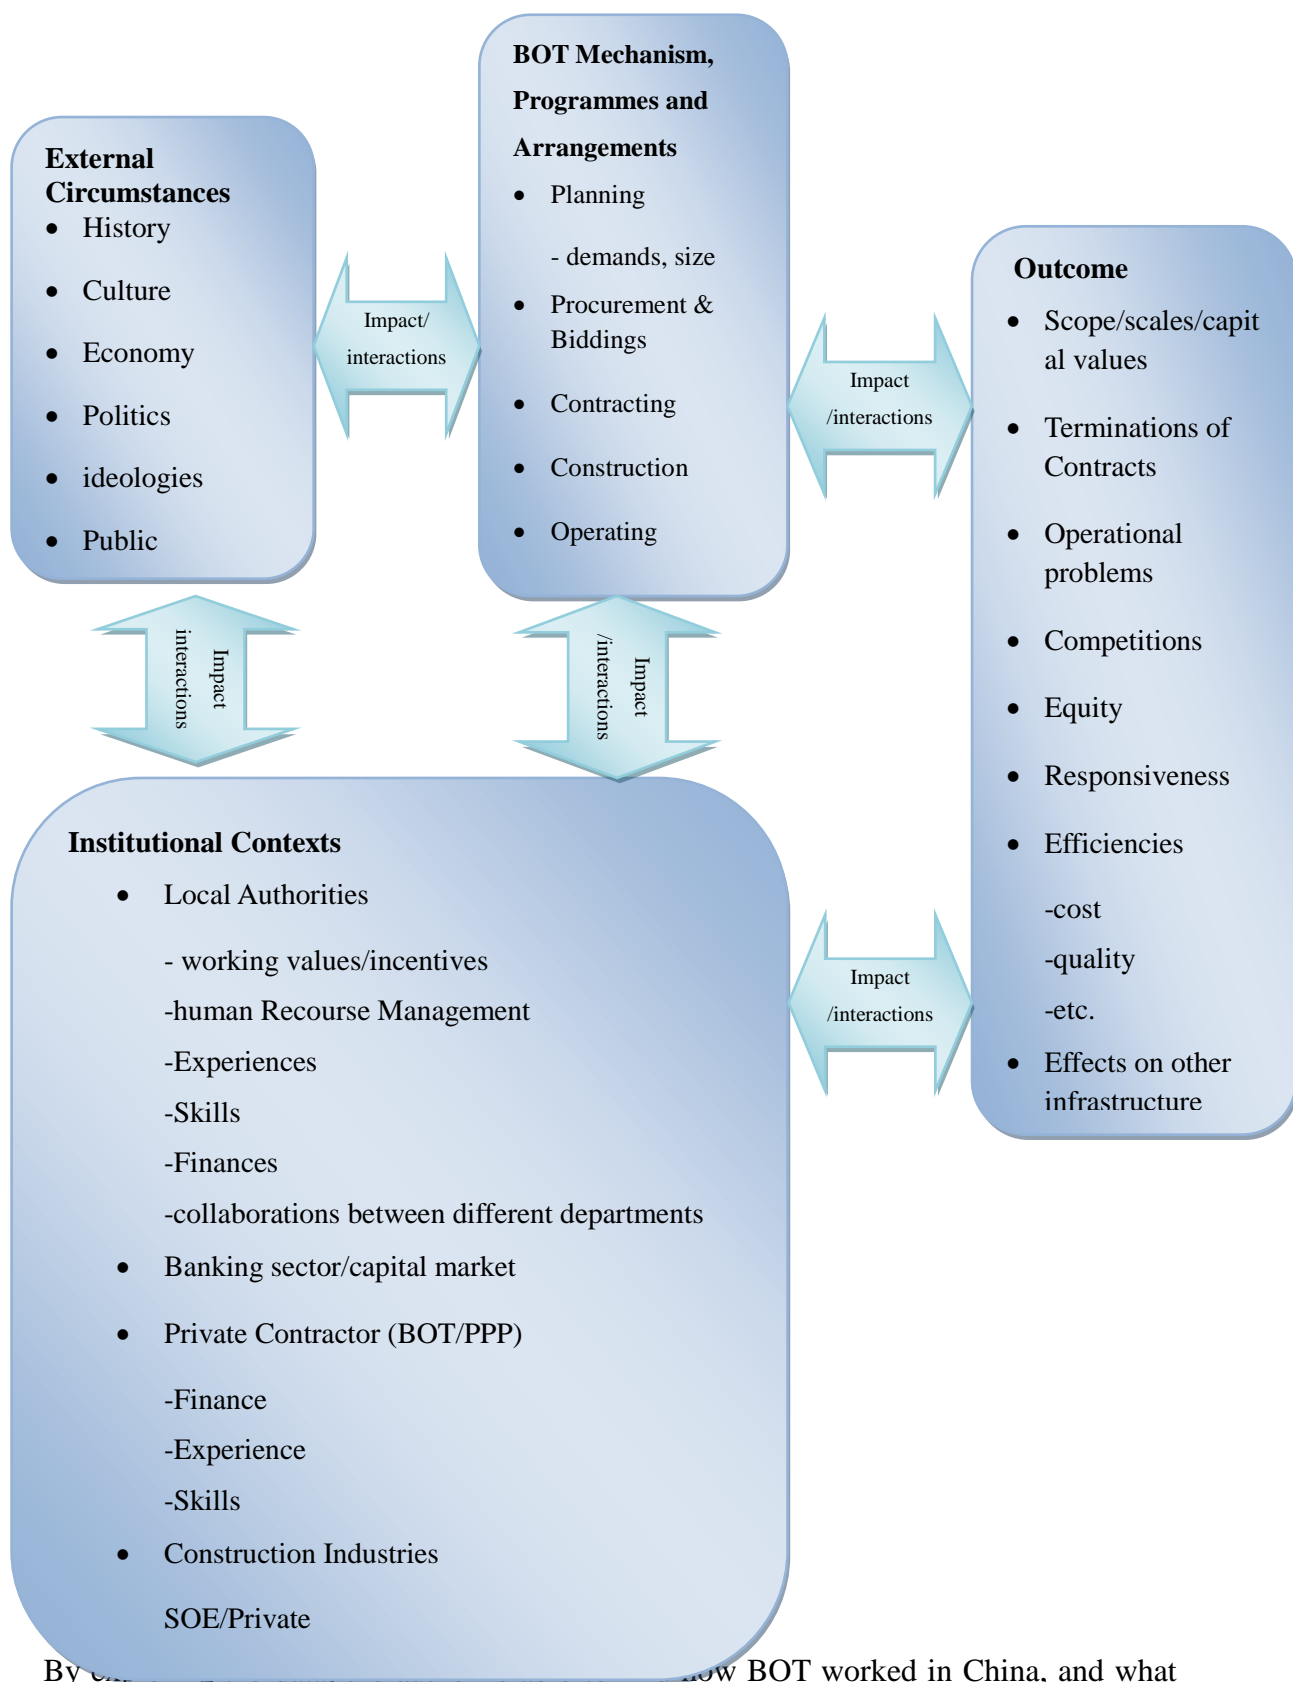 BOT Mechanism,
Programmes and
Arrangements
• Planning
- demands, size
• Procurement &
Biddings
• Contracting
• Construction
• Operating
External
Circumstances
• History
• Culture
• Economy
• Politics
• ideologies
• Public
Impact/
interactions
Impact
/interactions
Outcome
• Scope/scales/capit
al values
• Terminations of
Contracts
• Operational
problems
• Competitions
• Equity
• Responsiveness
• Efficiencies
-cost
-quality
-etc.
• Effects on other
infrastructure
Impact
interactions
Impact
/interactions
Institutional Contexts
• Local Authorities
- working values/incentives
-human Recourse Management
-Experiences
-Skills
-Finances
-collaborations between different departments
• Banking sector/capital market
• Private Contractor (BOT/PPP)
-Finance
-Experience
-Skills
• Construction Industries
SOE/Private
Impact
/interactions
By how BOT worked in China, and what